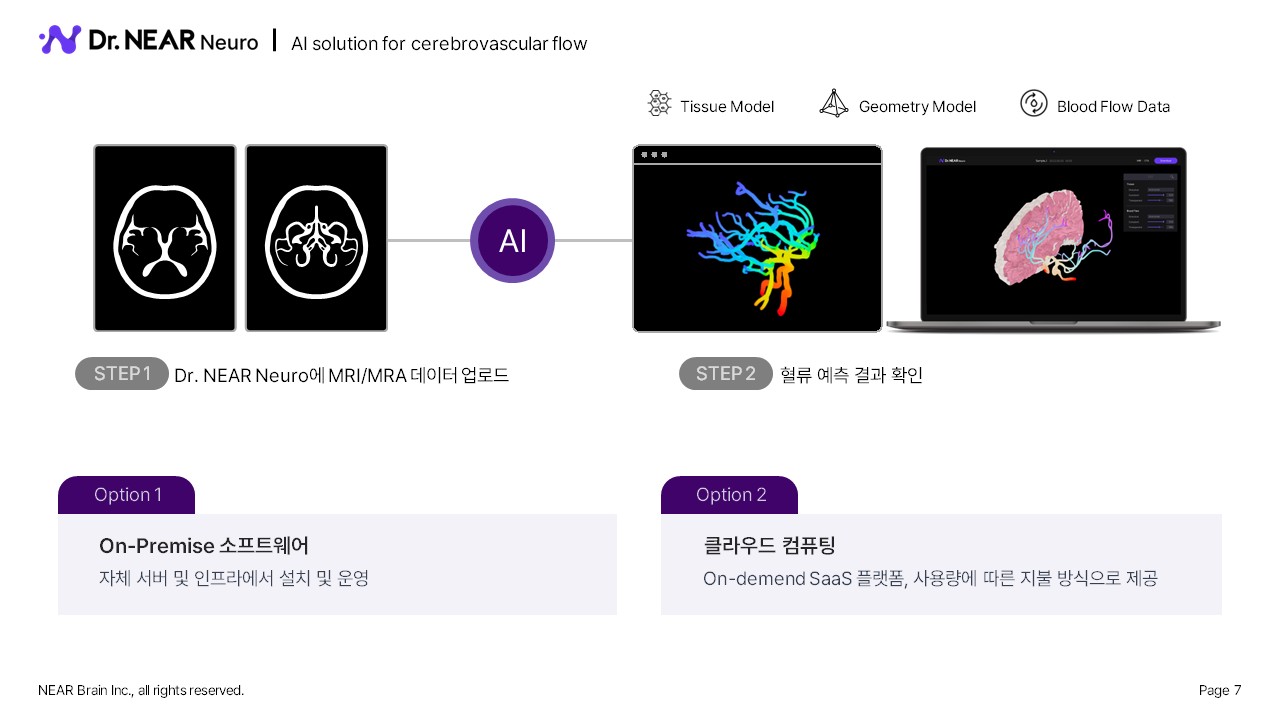 Dr. NEAR Neuro
AI solution for cerebrovascular flow
Tissue Model
Geometry Model
Blood Flow Data
AI
Dr. NEAR Neuro
STEP 1
Dr. NEAR Neuro에 MRI/MRA 데이터 업로드
STEP 2
혈류 예측 결과 확인
Option 1
On-Premise 소프트웨어
자체 서버 및 인프라에서 설치 및 운영
Option 2
클라우드 컴퓨팅
On-demend SaaS 플랫폼, 사용량에 따른 지불 방식으로 제공
NEAR Brain Inc., all rights reserved.
Page 7